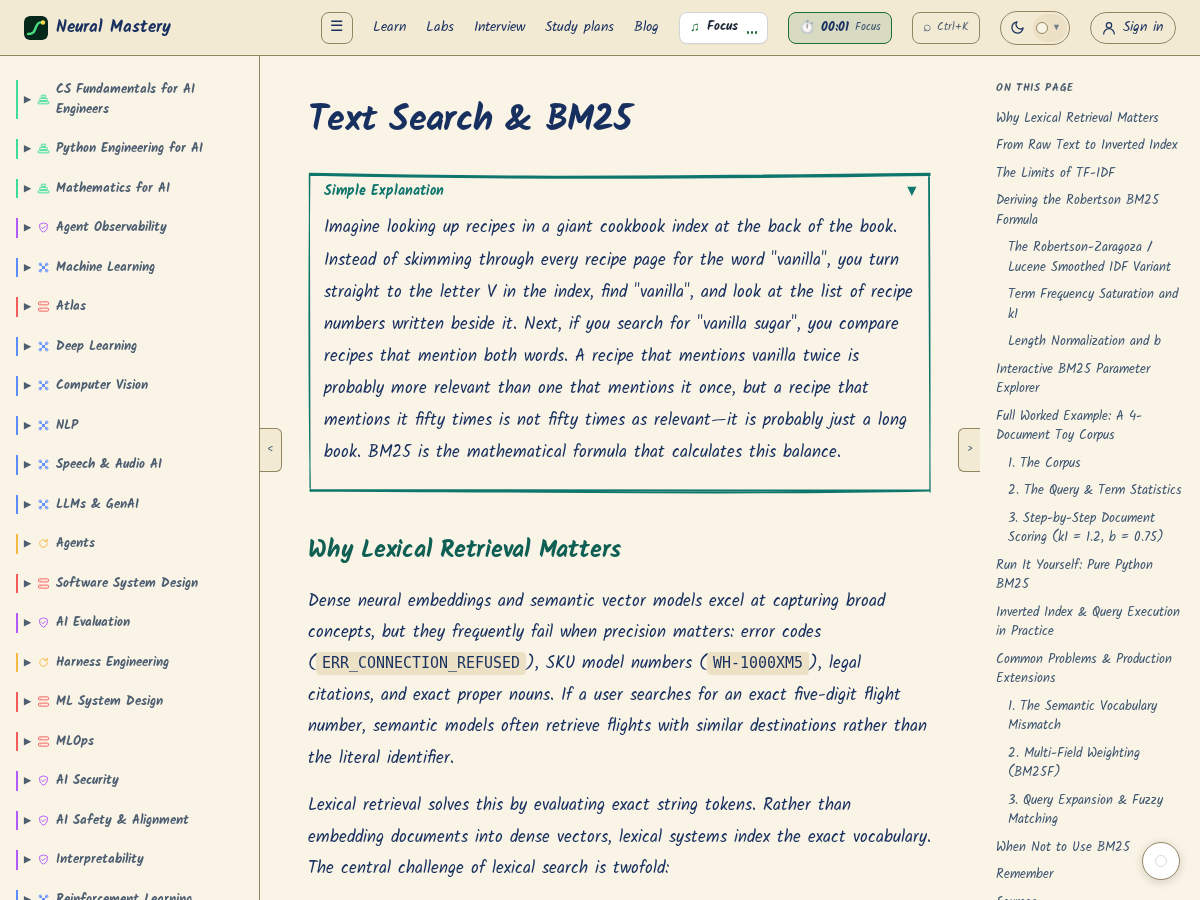 Neural Mastery
☰ Learn Labs Interview Study plans Blog ♫ Focus ... ⏱️ 00:01 Focus ⌕ Ctrl+K ▾ Sign in
▶ CS Fundamentals for AI
Engineers
▶ Python Engineering for AI
▶ Mathematics for AI
▶ Agent Observability
▶ Machine Learning
▶ Atlas
▶ Deep Learning
▶ Computer Vision
▶ NLP
▶ Speech & Audio AI
▶ LLMs & GenAI
▶ Agents
▶ Software System Design
▶ AI Evaluation
▶ Harness Engineering
▶ ML System Design
▶ MLOps
▶ AI Security
▶ AI Safety & Alignment
▶ Interpretability
▶ Reinforcement Learning
<
Text Search & BM25
Simple Explanation ▼
Imagine looking up recipes in a giant cookbook index at the back of the book.
Instead of skimming through every recipe page for the word "vanilla", you turn
straight to the letter V in the index, find "vanilla", and look at the list of recipe
numbers written beside it. Next, if you search for "vanilla sugar", you compare
recipes that mention both words. A recipe that mentions vanilla twice is
probably more relevant than one that mentions it once, but a recipe that
mentions it fifty times is not fifty times as relevant—it is probably just a long
book. BM25 is the mathematical formula that calculates this balance.
Why Lexical Retrieval Matters
Dense neural embeddings and semantic vector models excel at capturing broad
concepts, but they frequently fail when precision matters: error codes
(ERR_CONNECTION_REFUSED), SKU model numbers (WH-1000XM5), legal
citations, and exact proper nouns. If a user searches for an exact five-digit flight
number, semantic models often retrieve flights with similar destinations rather than
the literal identifier.
Lexical retrieval solves this by evaluating exact string tokens. Rather than
embedding documents into dense vectors, lexical systems index the exact vocabulary.
The central challenge of lexical search is twofold:
>
ON THIS PAGE
Why Lexical Retrieval Matters
From Raw Text to Inverted Index
The Limits of TF-IDF
Deriving the Robertson BM25
Formula
The Robertson-Zaragoza /
Lucene Smoothed IDF Variant
Term Frequency Saturation and
k1
Length Normalization and b
Interactive BM25 Parameter
Explorer
Full Worked Example: A 4-
Document Toy Corpus
1. The Corpus
2. The Query & Term Statistics
3. Step-by-Step Document
Scoring (k1 = 1.2, b = 0.75)
Run It Yourself: Pure Python
BM25
Inverted Index & Query Execution
in Practice
Common Problems & Production
Extensions
1. The Semantic Vocabulary
Mismatch
2. Multi-Field Weighting
(BM25F)
3. Query Expansion & Fuzzy
Matching
When Not to Use BM25
Remember
Sources